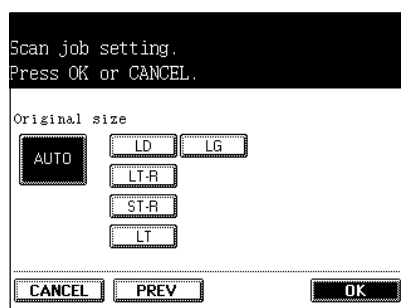 Scan job setting.
Press OK or CANCEL.
Original size
AUTO
LD LG
LT-R
ST-R
LT
CANCEL PREV OK